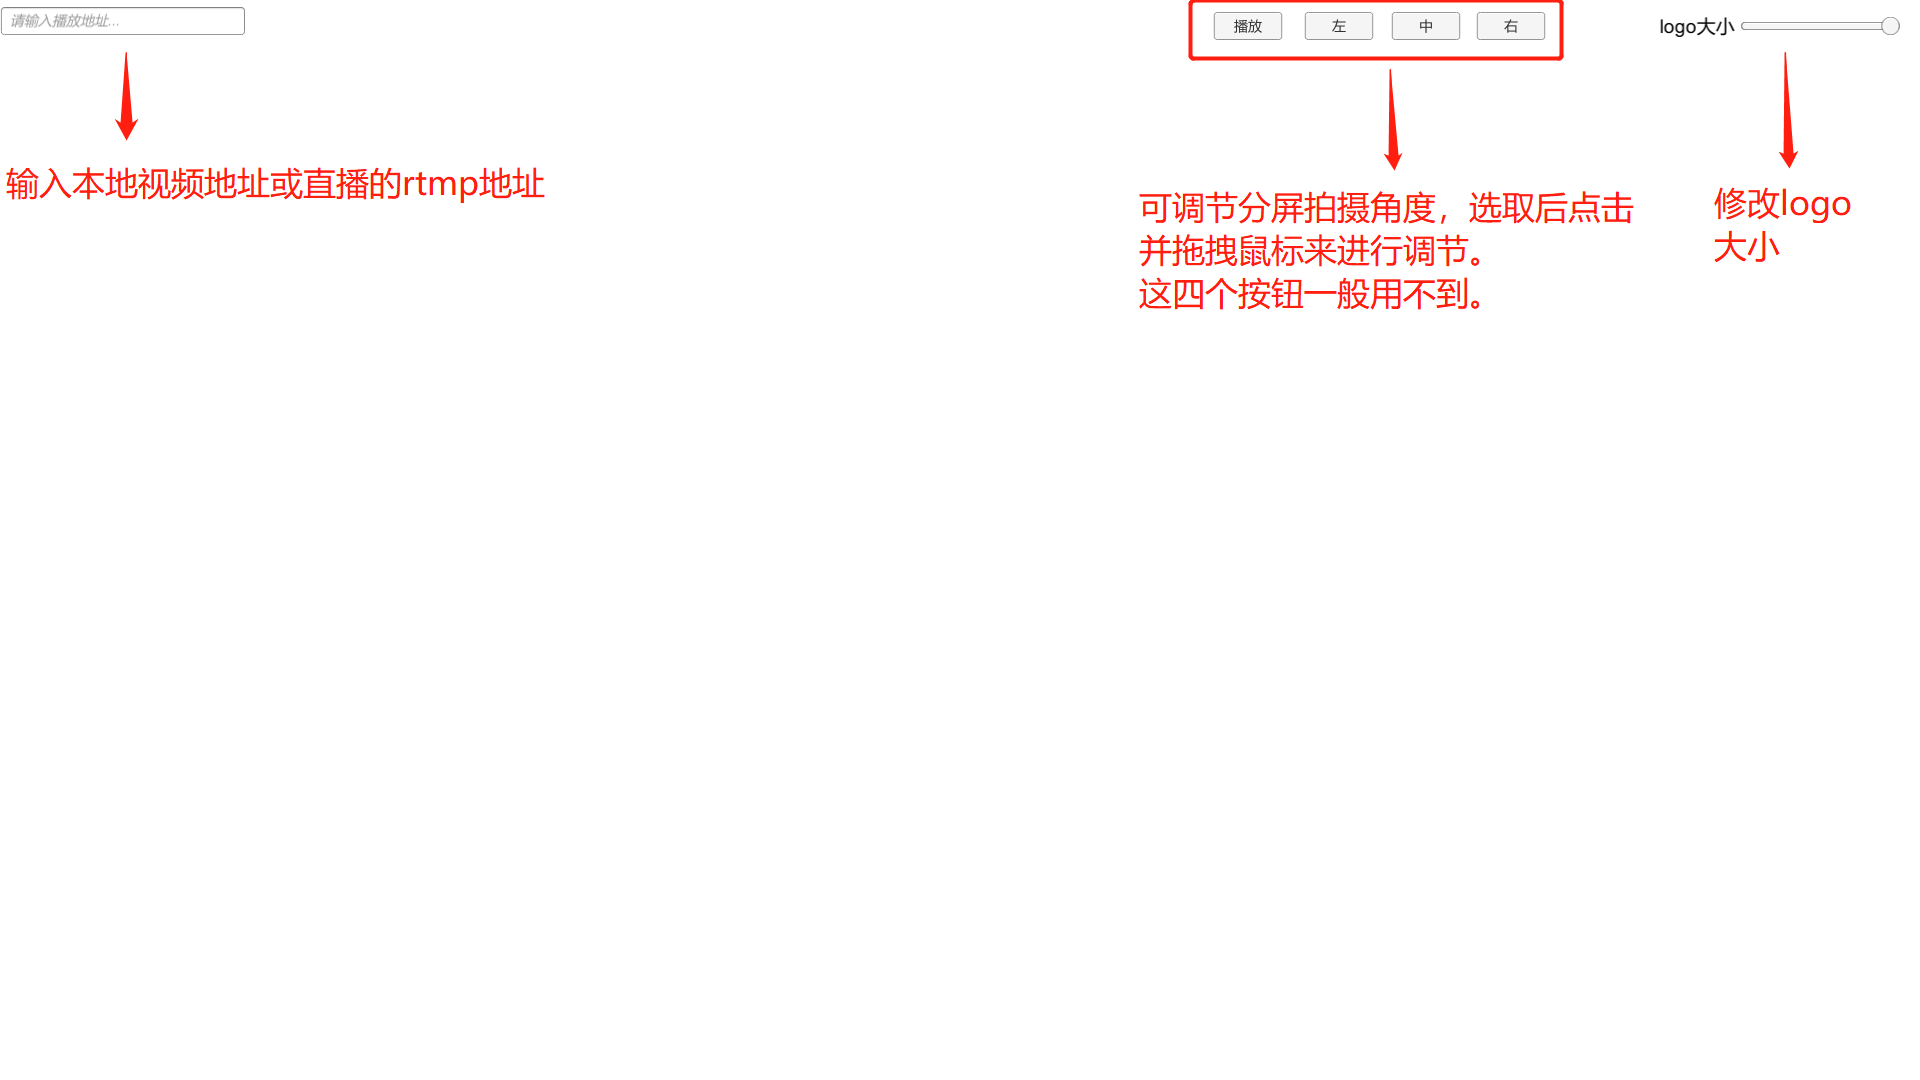 请输入播放地址...
播放
左
中
右
logo大小
输入本地视频地址或直播的rtmp地址
可调节分屏拍摄角度，选取后点击
并拖拽鼠标来进行调节。
这四个按钮一般用不到。
修改logo
大小